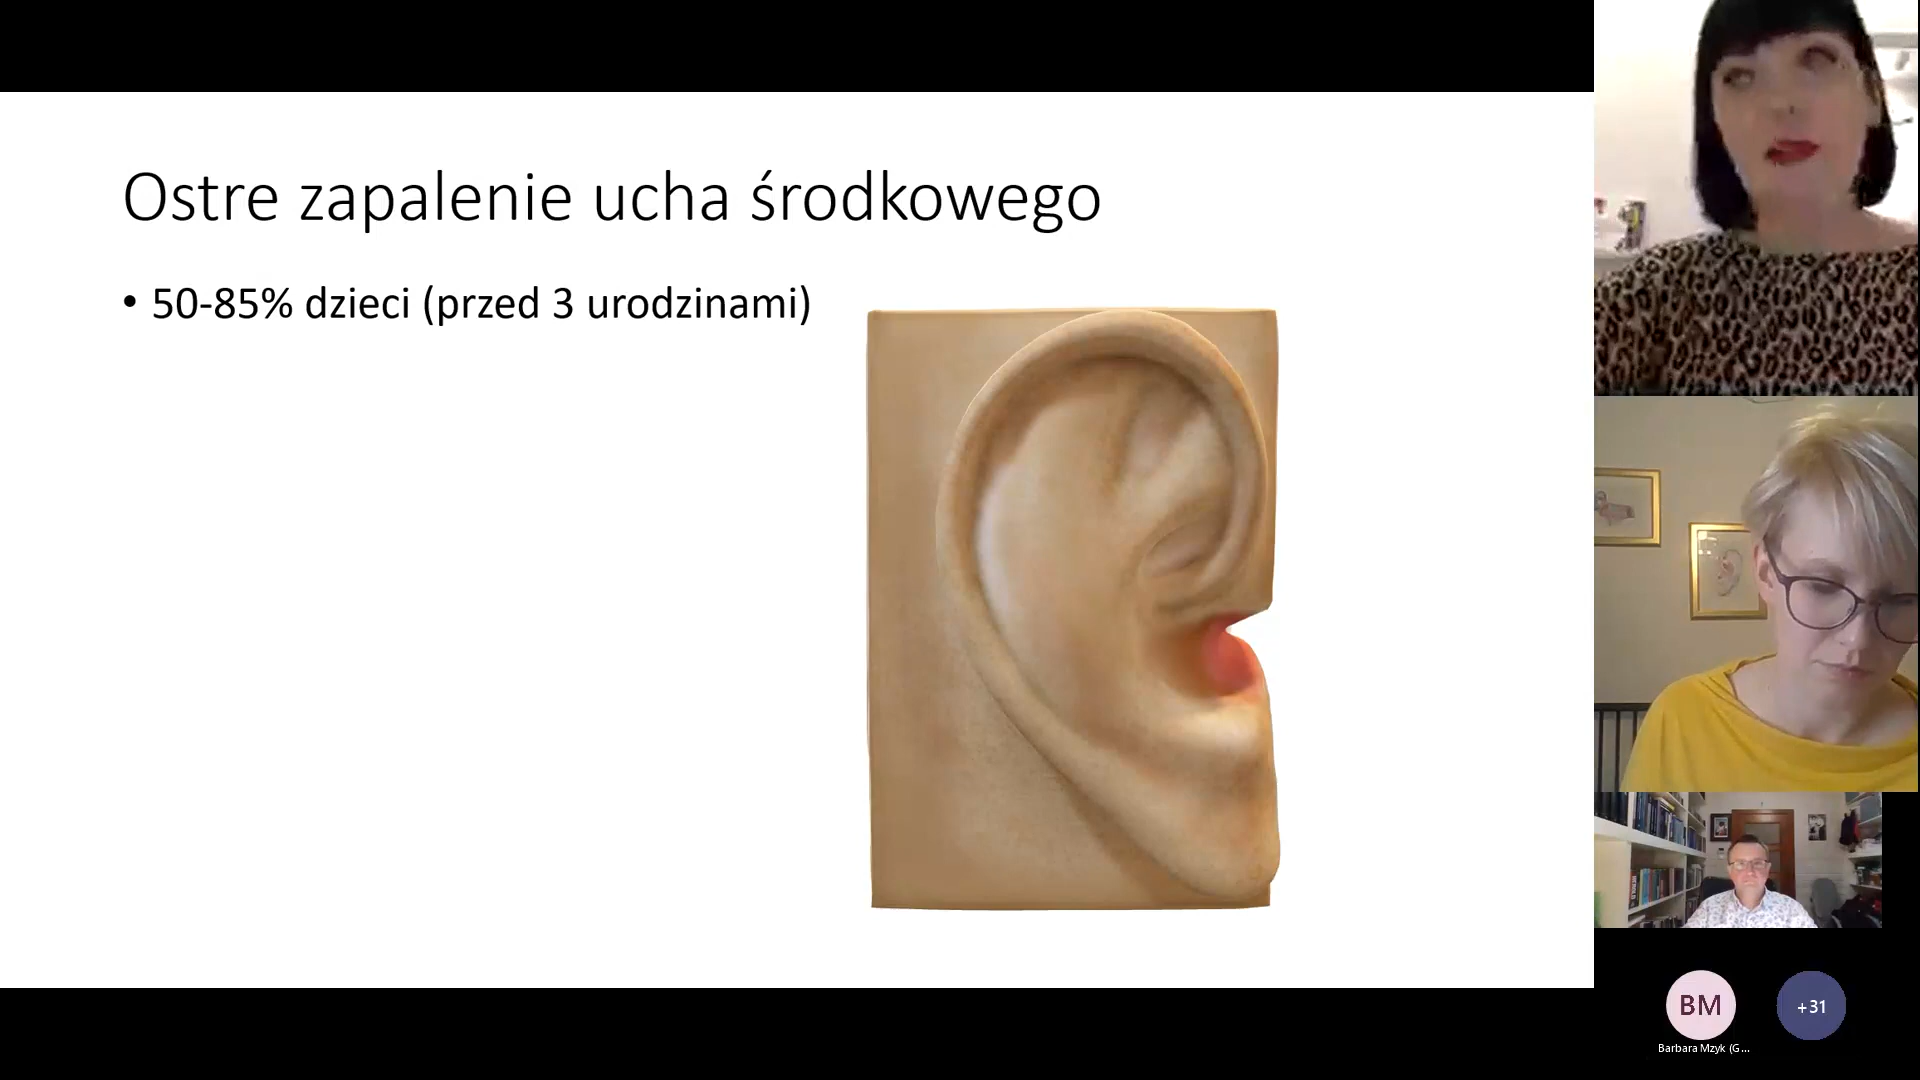 Ostre zapalenie ucha środkowego
• 50-85% dzieci (przed 3 urodzinami)
BM
+31
Barbara Mzyk (G...